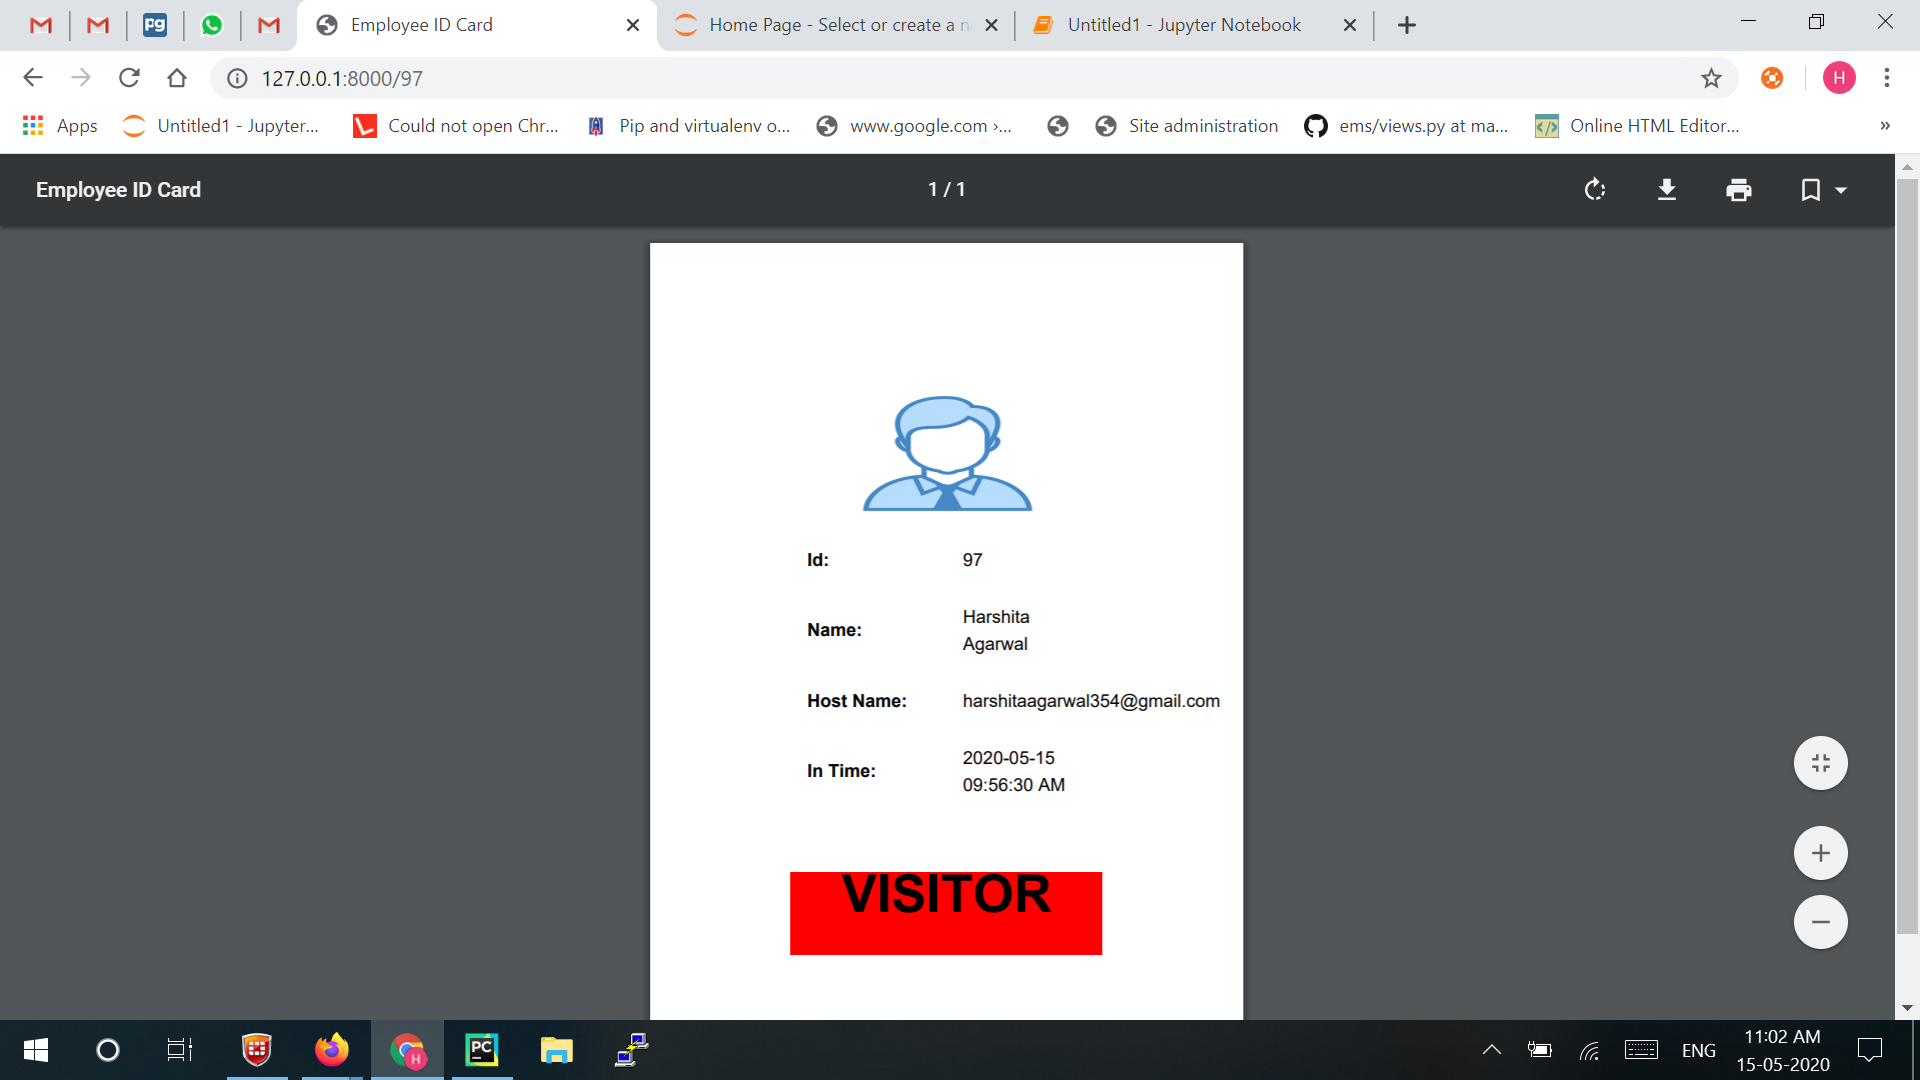 Employee ID Card
Home Page - Select or create a n
Untitled1 - Jupyter Notebook
127.0.0.1:8000/97
H
Apps
Untitled1 - Jupyter...
Could not open Chr...
Pip and virtualenv o...
www.google.com ›...
Site administration
ems/views.py at ma...
Online HTML Editor...
»
Employee ID Card
1 / 1
Id: 97
Name: Harshita
Agarwal
Host Name: harshitaagarwal354@gmail.com
In Time: 2020-05-15
09:56:30 AM
VISITOR
pg
PC
H
ENG
11:02 AM
15-05-2020